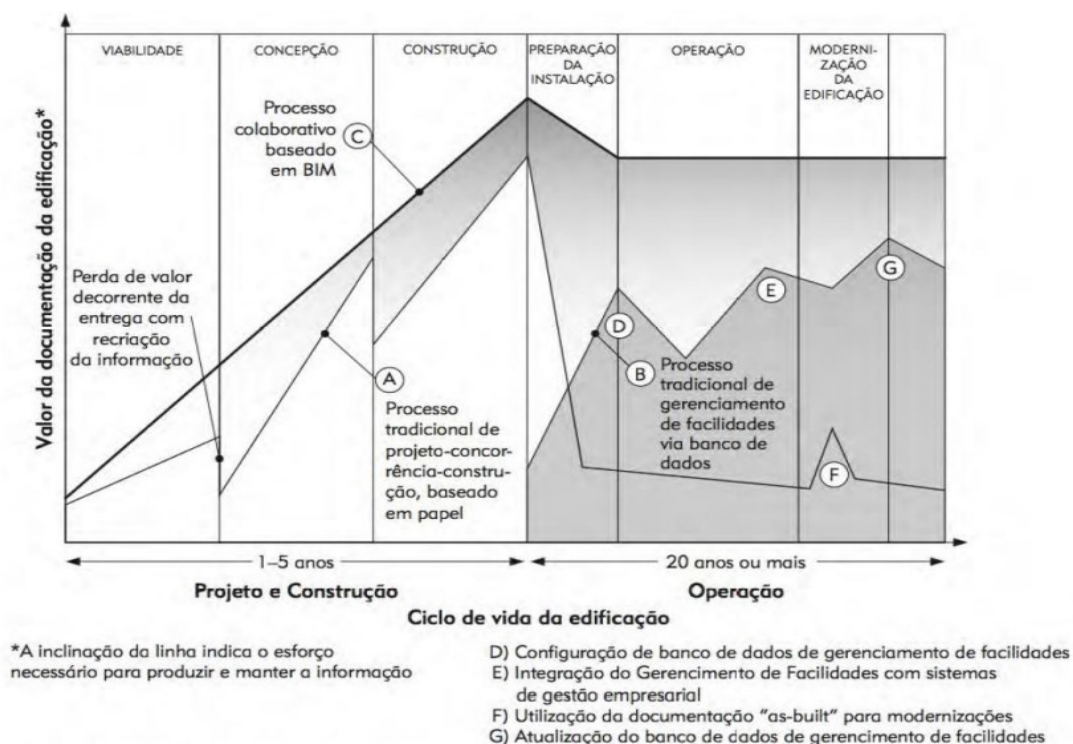 VIABILIDADE
CONCEPÇÃO
CONSTRUÇÃO
PREPARAÇÃO
DA
INSTALAÇÃO
OPERAÇÃO
MODERNI-
ZAÇÃO
DA
EDIFICAÇÃO
Valor da documentação da edificação*
Processo
colaborativo
baseado
em BIM
C
Perda de valor
decorrente da
entrega com
recriação
da informação
A
Processo
tradicional de
projeto-concor-
rência-constru-
ção, baseado
em papel
D
B
Processo
tradicional de
gerenciamento
de facilidades
via banco de
dados
E
F
G
1–5 anos
20 anos ou mais
Projeto e Construção
Operação
Ciclo de vida da edificação
*A inclinação da linha indica o esforço
necessário para produzir e manter a informação
D) Configuração de banco de dados de gerenciamento de facilidades
E) Integração do Gerencimento de Facilidades com sistemas
de gestão empresarial
F) Utilização da documentação "as-built" para modernizações
G) Atualização do banco de dados de gerencimento de facilidades